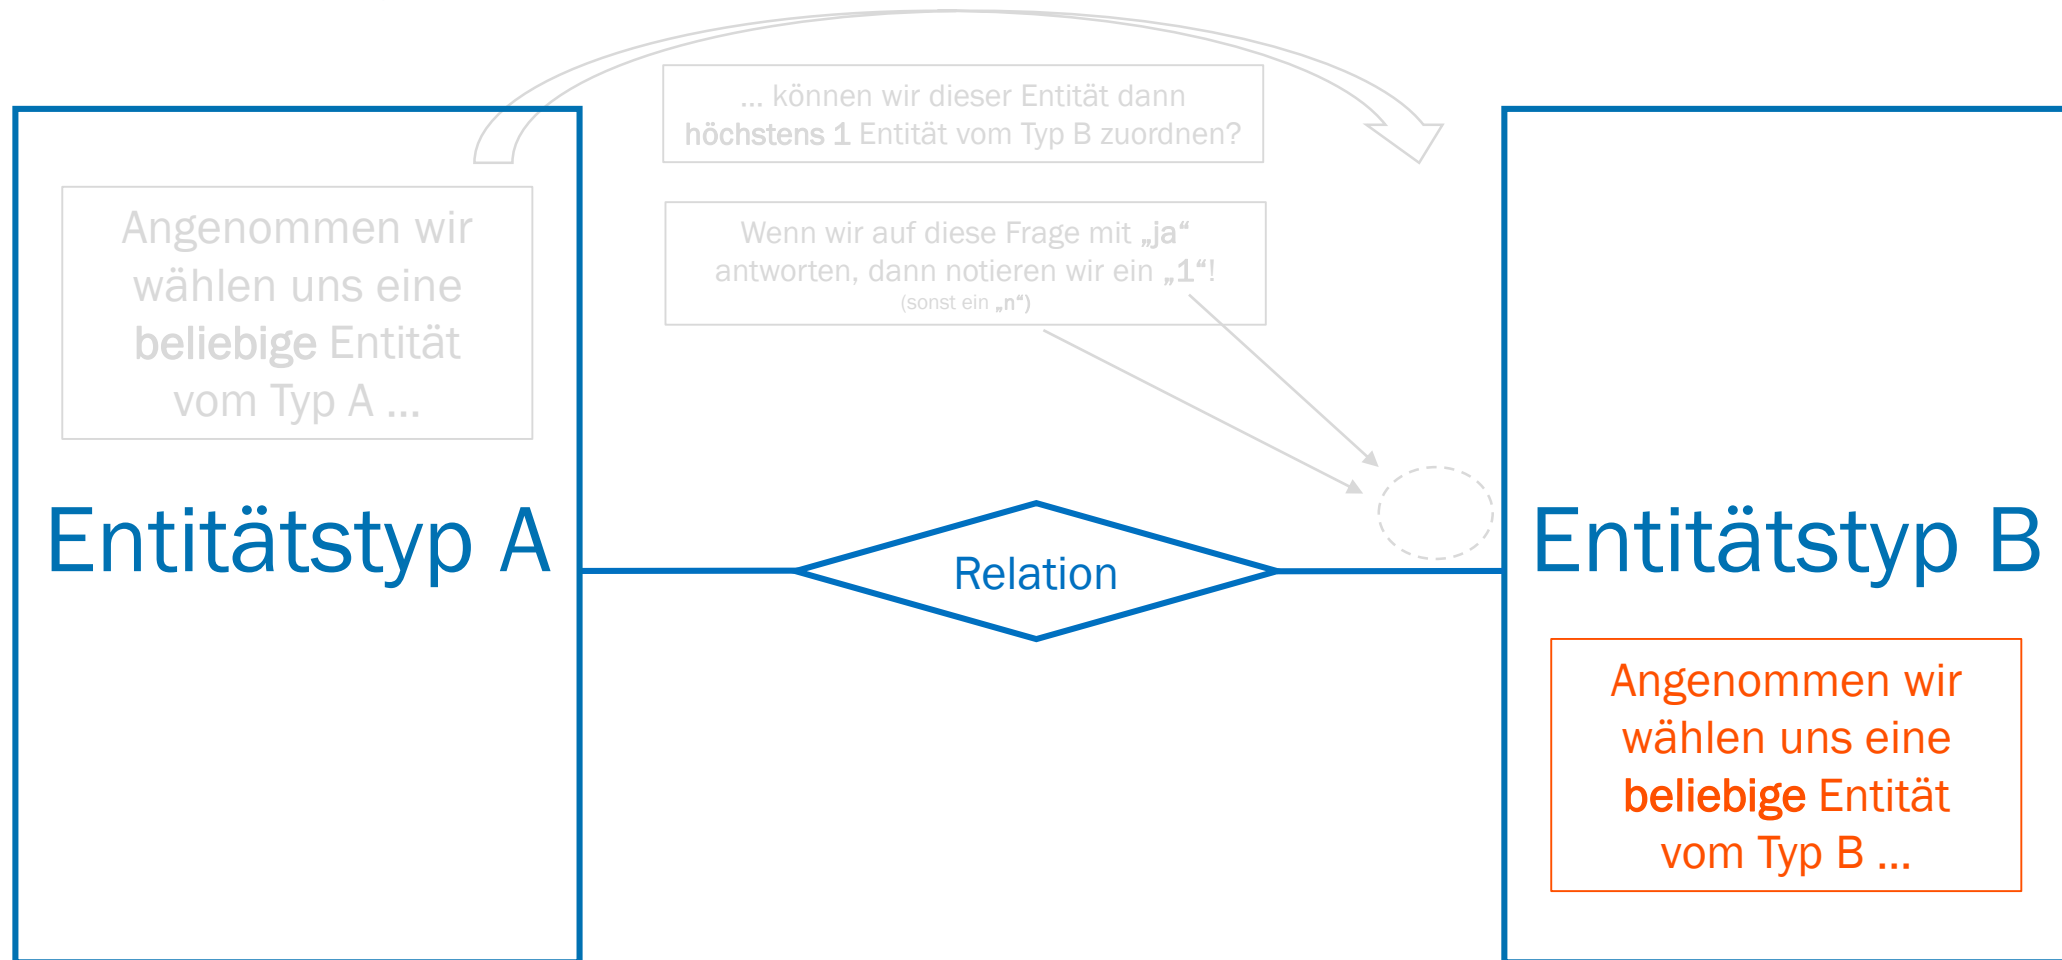 ... können wir dieser Entität dann
höchstens 1 Entität vom Typ B zuordnen?
Angenommen wir
wählen uns eine
beliebige Entität
vom Typ A ...
Wenn wir auf diese Frage mit „ja“
antworten, dann notieren wir ein „1“!
(sonst ein „n“)
Entitätstyp A
Relation
Entitätstyp B
Angenommen wir
wählen uns eine
beliebige Entität
vom Typ B ...